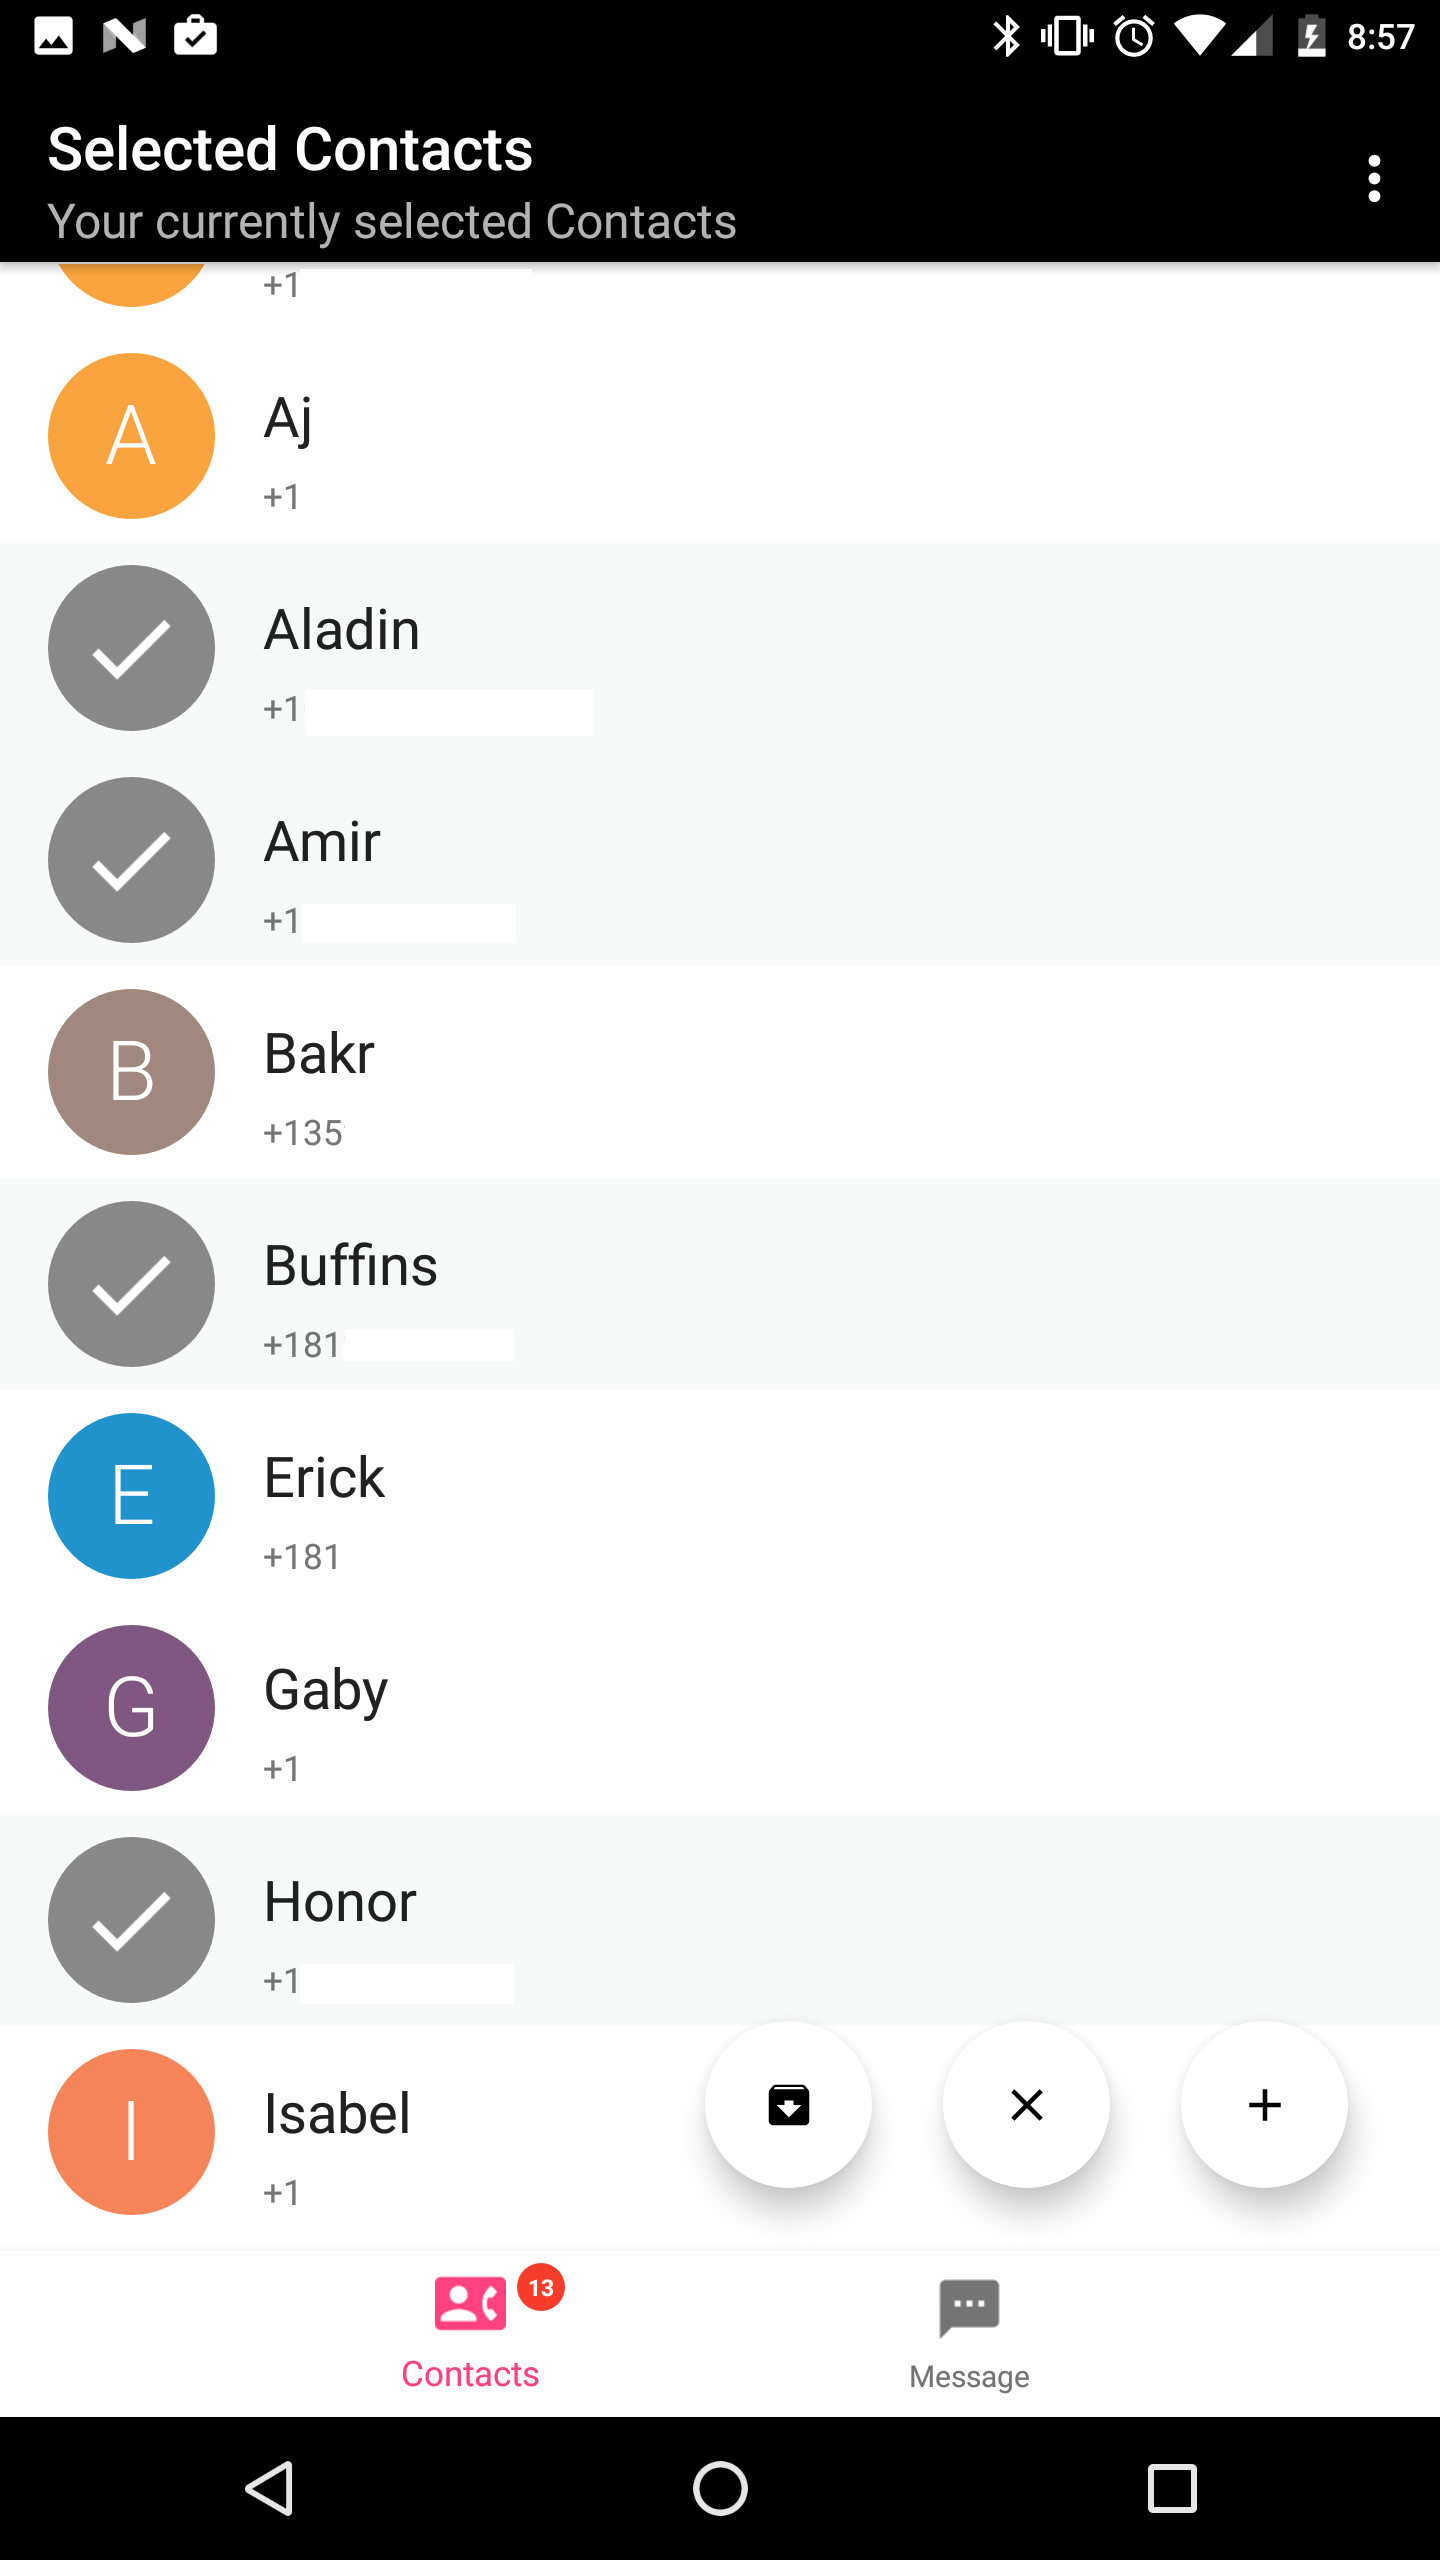 8:57
Selected Contacts
Your currently selected Contacts
+1
A
Aj
+1
Aladin
+1
Amir
+1
B
Bakr
+135
Buffins
+181
E
Erick
+181
G
Gaby
+1
Honor
+1
I
Isabel
+1
13
Contacts
Message